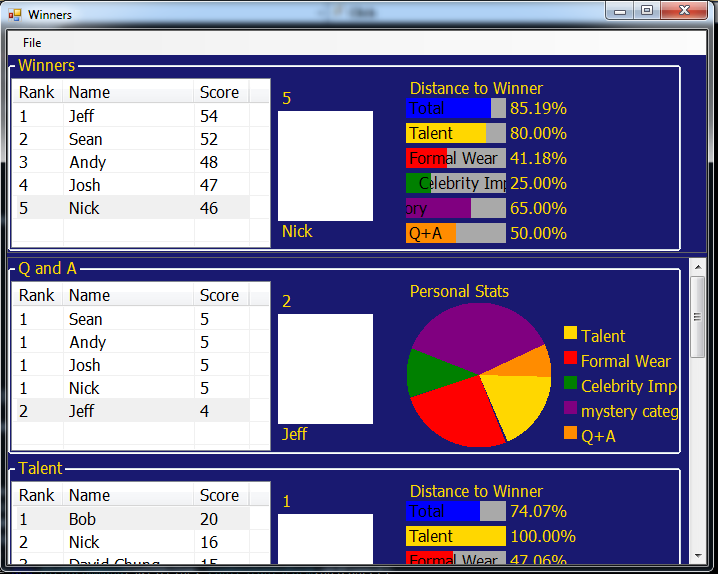 Winners
File
Winners
Rank Name Score
1 Jeff 54
2 Sean 52
3 Andy 48
4 Josh 47
5 Nick 46
5
Nick
Distance to Winner
Total 85.19%
Talent 80.00%
Formal Wear 41.18%
Celebrity Imp 25.00%
ory 65.00%
Q+A 50.00%
Q and A
Rank Name Score
1 Sean 5
1 Andy 5
1 Josh 5
1 Nick 5
2 Jeff 4
2
Jeff
Personal Stats
Talent
Formal Wear
Celebrity Imp
mystery categ
Q+A
Talent
Rank Name Score
1 Bob 20
2 Nick 16
3 David Chung 15
1
Distance to Winner
Total 74.07%
Talent 100.00%
Formal Wear 47.06%